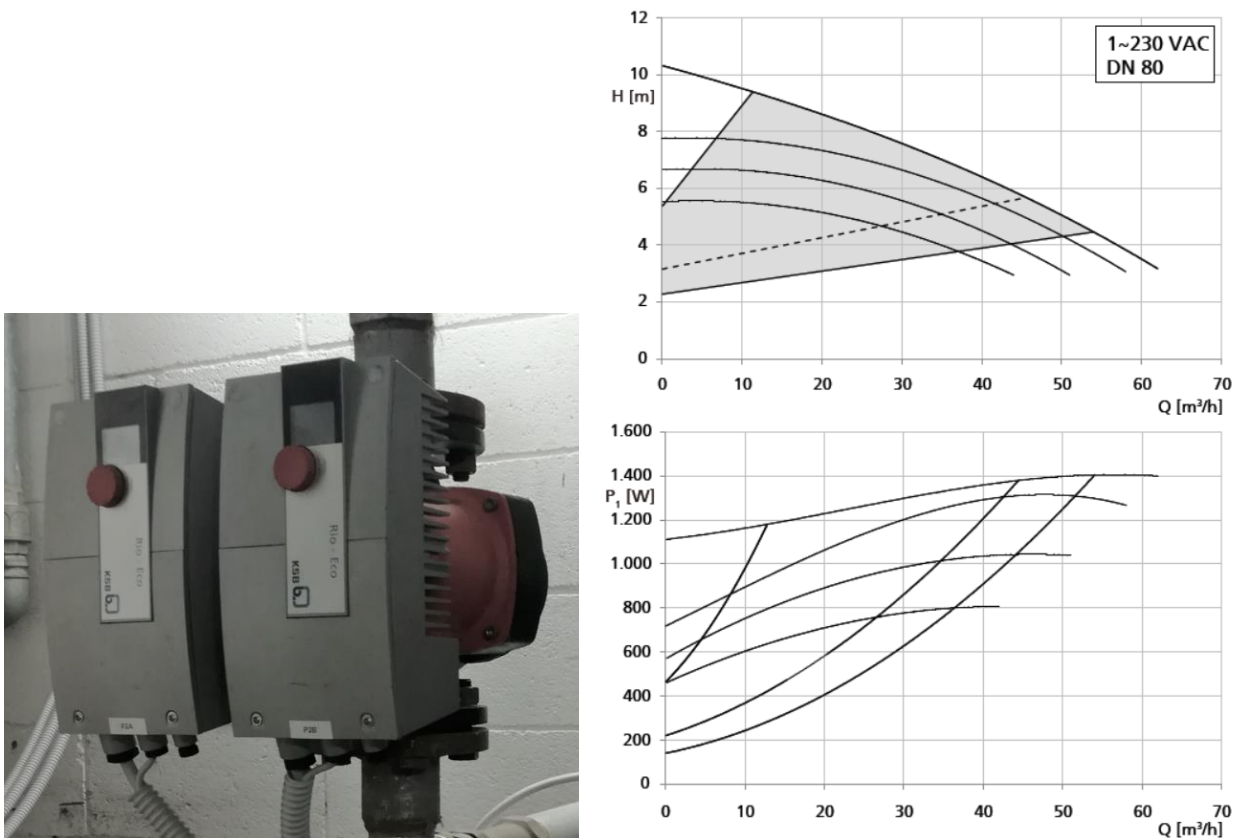 1~230 VAC
DN 80
12
10
H [m]
8
6
4
2
0
0 10 20 30 40 50 60 70
Q [m³/h]
1.600
1.400
P₁ [W]
1.200
1.000
800
600
400
200
0
0 10 20 30 40 50 60 70
Q [m³/h]
Rio - Eco
KSB b.
Rio - Eco
KSB b.
P2A
P2B